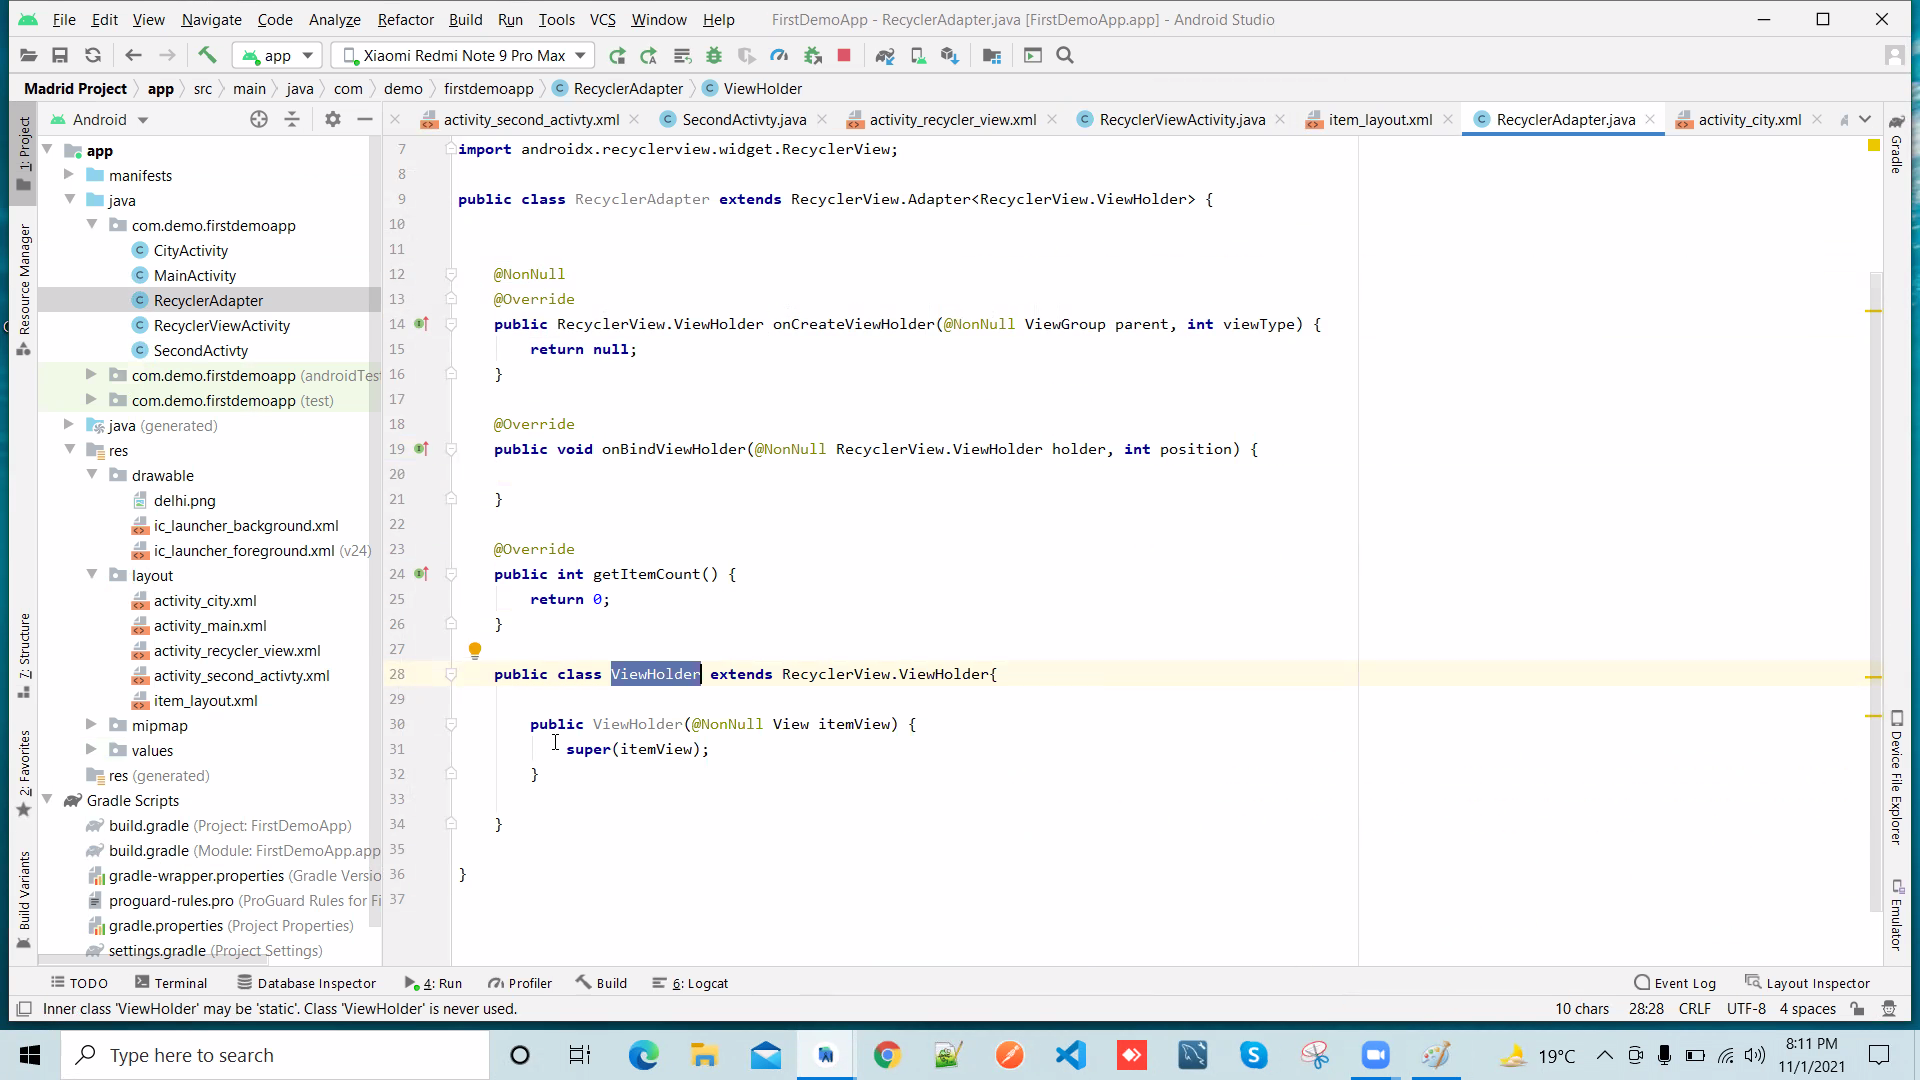 File Edit View Navigate Code Analyze Refactor Build Run Tools VCS Window Help FirstDemoApp - RecyclerAdapter.java [FirstDemoApp.app] - Android Studio
app Xiaomi Redmi Note 9 Pro Max
Madrid Project app src main java com demo firstdemoapp RecyclerAdapter ViewHolder
Android activity_second_activty.xml SecondActivty.java activity_recycler_view.xml RecyclerViewActivity.java item_layout.xml RecyclerAdapter.java activity_city.xml
1: Project
Resource Manager
7: Structure
2: Favorites
Build Variants
app
manifests
java
com.demo.firstdemoapp
CityActivity
MainActivity
RecyclerAdapter
RecyclerViewActivity
SecondActivty
com.demo.firstdemoapp (androidTes
com.demo.firstdemoapp (test)
java (generated)
res
drawable
delhi.png
ic_launcher_background.xml
ic_launcher_foreground.xml (v24)
layout
activity_city.xml
activity_main.xml
activity_recycler_view.xml
activity_second_activty.xml
item_layout.xml
mipmap
values
res (generated)
Gradle Scripts
build.gradle (Project: FirstDemoApp)
build.gradle (Module: FirstDemoApp.app
gradle-wrapper.properties (Gradle Versio
proguard-rules.pro (ProGuard Rules for Fi
gradle.properties (Project Properties)
settings.gradle (Project Settings)
7 import androidx.recyclerview.widget.RecyclerView;
8
9 public class RecyclerAdapter extends RecyclerView.Adapter<RecyclerView.ViewHolder> {
10
11
12 @NonNull
13 @Override
14 public RecyclerView.ViewHolder onCreateViewHolder(@NonNull ViewGroup parent, int viewType) {
15 return null;
16 }
17
18 @Override
19 public void onBindViewHolder(@NonNull RecyclerView.ViewHolder holder, int position) {
20
21 }
22
23 @Override
24 public int getItemCount() {
25 return 0;
26 }
27
28 public class ViewHolder extends RecyclerView.ViewHolder{
29
30 public ViewHolder(@NonNull View itemView) {
31 super(itemView);
32 }
33
34 }
35
36 }
37
Gradle
Device File Explorer
Emulator
TODO Terminal Database Inspector 4: Run Profiler Build 6: Logcat Event Log Layout Inspector
Inner class 'ViewHolder' may be 'static'. Class 'ViewHolder' is never used. 10 chars 28:28 CRLF UTF-8 4 spaces
Type here to search 19°C 8:11 PM
11/1/2021